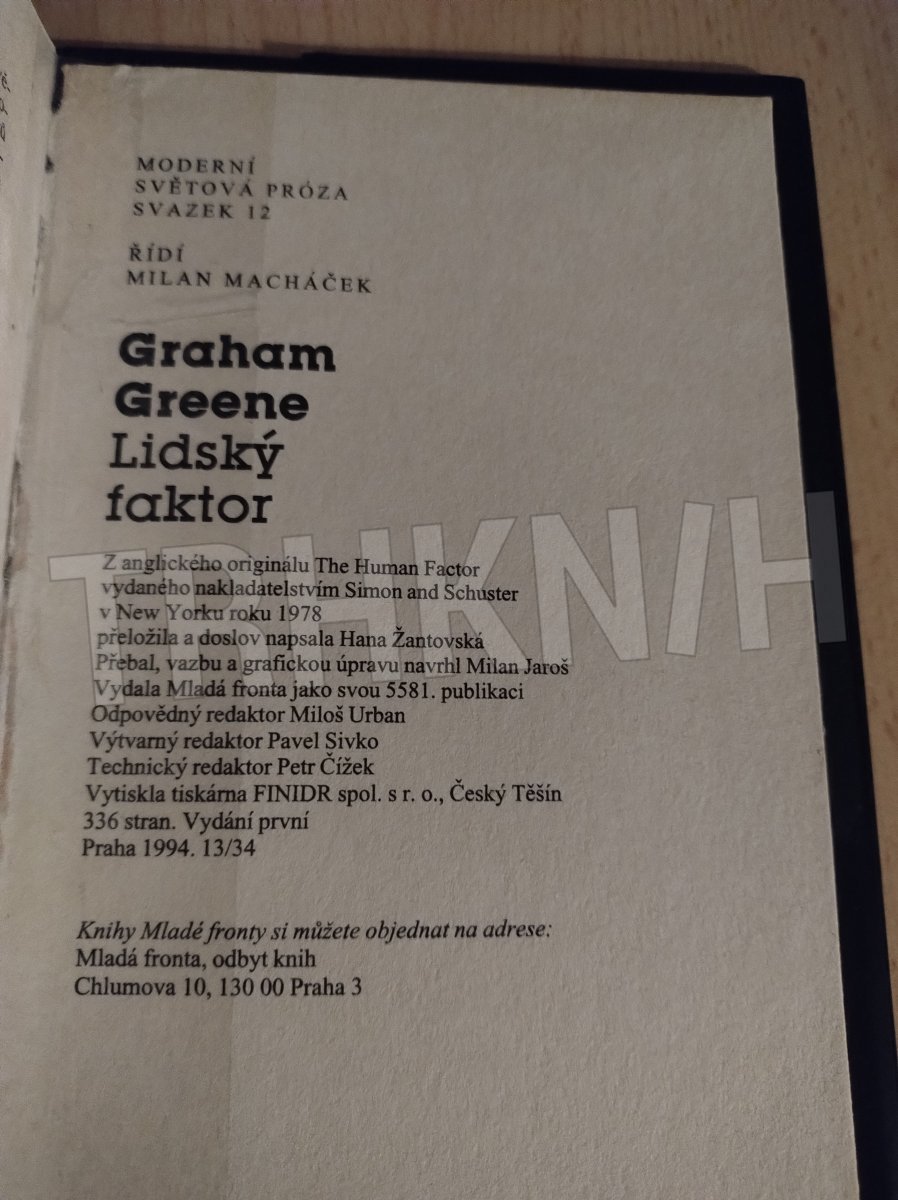 MODERNÍ
SVĚTOVÁ PRÓZA
SVAZEK 12
ŘÍDÍ
MILAN MACHÁČEK
Graham
Greene
Lidský
faktor
Z anglického originálu The Human Factor
vydaného nakladatelstvím Simon and Schuster
v New Yorku roku 1978
přeložila a doslov napsala Hana Žantovská
Přebal, vazbu a grafickou úpravu navrhl Milan Jaroš
Vydala Mladá fronta jako svou 5581. publikaci
Odpovědný redaktor Miloš Urban
Výtvarný redaktor Pavel Sivko
Technický redaktor Petr Čížek
Vytiskla tiskárna FINIDR spol. s r. o., Český Těšín
336 stran. Vydání první
Praha 1994. 13/34
Knihy Mladé fronty si můžete objednat na adrese:
Mladá fronta, odbyt knih
Chlumova 10, 130 00 Praha 3
TRHKNIH